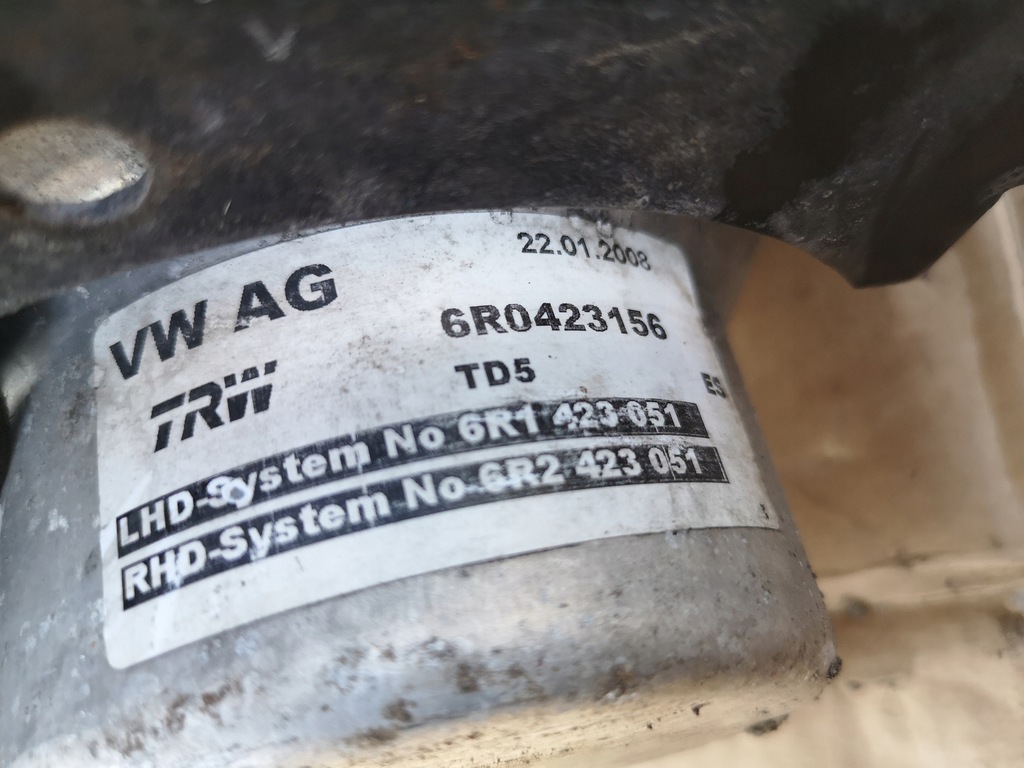 22.01.2008
VW AG
6R0423156
TRW
TD5
ES
LHD-System No 6R1 423 051
RHD-System No 6R2 423 051